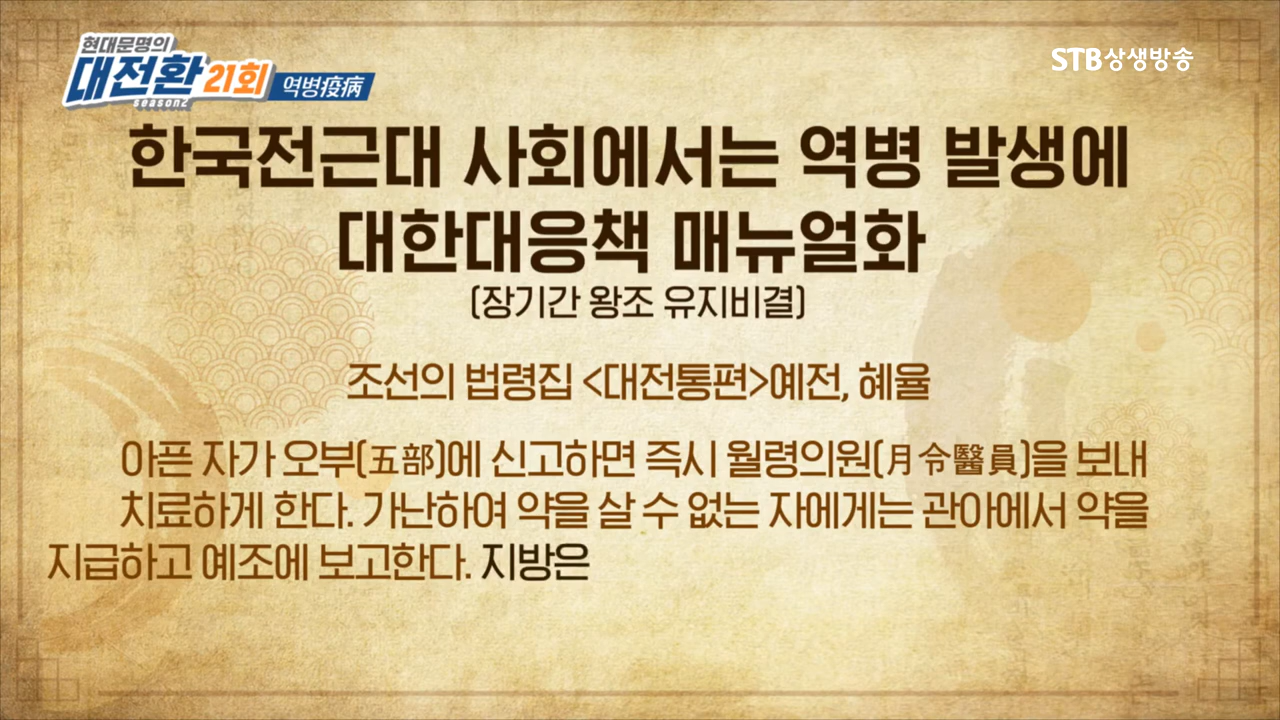 현대문명의
대전환 21회 역병疫病
season2
STB상생방송
한국전근대 사회에서는 역병 발생에
대한대응책 매뉴얼화
(장기간 왕조 유지비결)
조선의 법령집 <대전통편>예전, 혜율
아픈 자가 오부(五部)에 신고하면 즉시 월령의원(月令醫員)을 보내
치료하게 한다. 가난하여 약을 살 수 없는 자에게는 관아에서 약을
지급하고 예조에 보고한다. 지방은